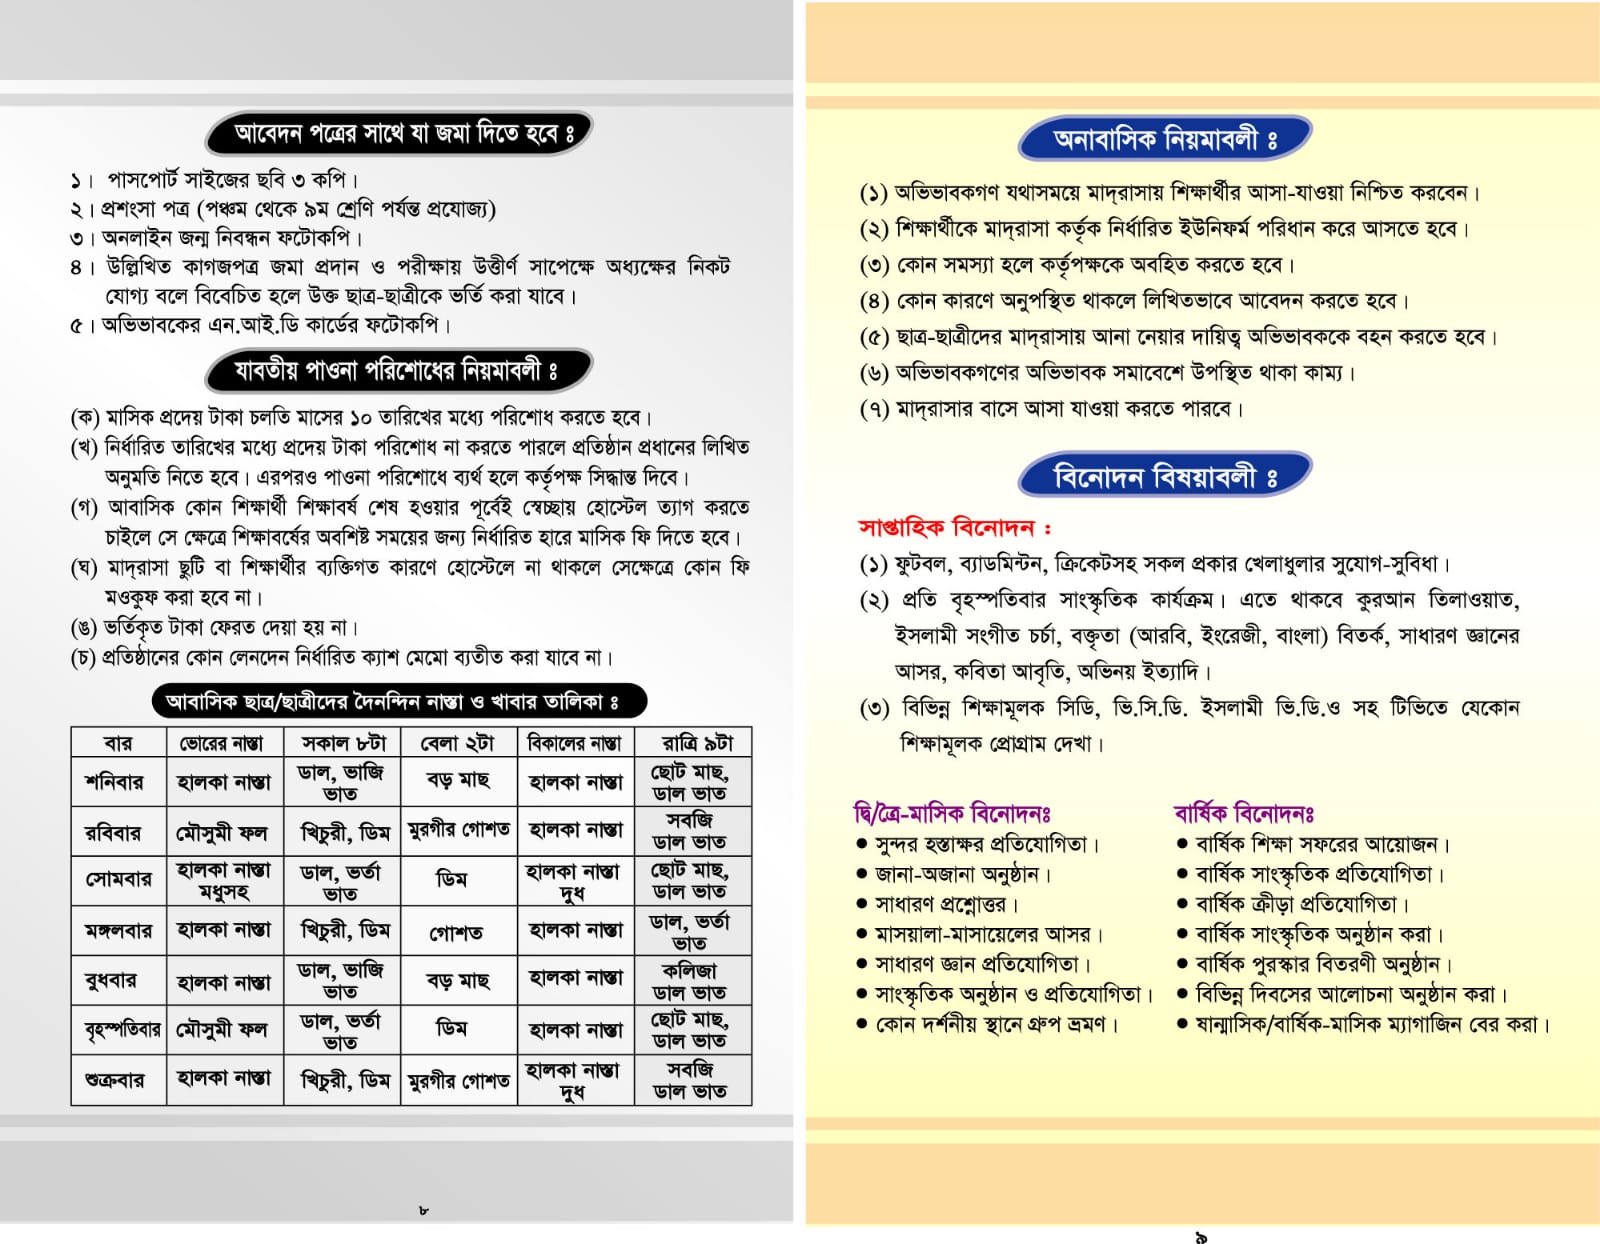 আবেদন পত্রের সাথে যা জমা দিতে হবে ঃ
১। পাসপোর্ট সাইজের ছবি ৩ কপি।
২। প্রশংসা পত্র (পঞ্চম থেকে ৯ম শ্রেণি পর্যন্ত প্রযোজ্য)
৩। অনলাইন জন্ম নিবন্ধন ফটোকপি।
৪। উল্লিখিত কাগজপত্র জমা প্রদান ও পরীক্ষায় উত্তীর্ণ সাপেক্ষে অধ্যক্ষের নিকট
যোগ্য বলে বিবেচিত হলে উক্ত ছাত্র-ছাত্রীকে ভর্তি করা যাবে।
৫। অভিভাবকের এন.আই.ডি কার্ডের ফটোকপি।
যাবতীয় পাওনা পরিশোধের নিয়মাবলী ঃ
(ক) মাসিক প্রদেয় টাকা চলতি মাসের ১০ তারিখের মধ্যে পরিশোধ করতে হবে।
(খ) নির্ধারিত তারিখের মধ্যে প্রদেয় টাকা পরিশোধ না করতে পারলে প্রতিষ্ঠান প্রধানের লিখিত
অনুমতি নিতে হবে। এরপরও পাওনা পরিশোধে ব্যর্থ হলে কর্তৃপক্ষ সিদ্ধান্ত দিবে।
(গ) আবাসিক কোন শিক্ষার্থী শিক্ষাবর্ষ শেষ হওয়ার পূর্বেই স্বেচ্ছায় হোস্টেল ত্যাগ করতে
চাইলে সে ক্ষেত্রে শিক্ষাবর্ষের অবশিষ্ট সময়ের জন্য নির্ধারিত হারে মাসিক ফি দিতে হবে।
(ঘ) মাদ্‌রাসা ছুটি বা শিক্ষার্থীর ব্যক্তিগত কারণে হোস্টেলে না থাকলে সেক্ষেত্রে কোন ফি
মওকুফ করা হবে না।
(ঙ) ভর্তিকৃত টাকা ফেরত দেয়া হয় না।
(চ) প্রতিষ্ঠানের কোন লেনদেন নির্ধারিত ক্যাশ মেমো ব্যতীত করা যাবে না।
আবাসিক ছাত্র/ছাত্রীদের দৈনন্দিন নাস্তা ও খাবার তালিকা ঃ
বার ভোরের নাস্তা সকাল ৮টা বেলা ২টা বিকালের নাস্তা রাত্রি ৯টা
শনিবার হালকা নাস্তা ডাল, ভাজি ভাত বড় মাছ হালকা নাস্তা ছোট মাছ, ডাল ভাত
রবিবার মৌসুমী ফল খিচুরী, ডিম মুরগীর গোশত হালকা নাস্তা সবজি ডাল ভাত
সোমবার হালকা নাস্তা মধুসহ ডাল, ভর্তা ভাত ডিম হালকা নাস্তা দুধ ছোট মাছ, ডাল ভাত
মঙ্গলবার হালকা নাস্তা খিচুরী, ডিম গোশত হালকা নাস্তা ডাল, ভর্তা ভাত
বুধবার হালকা নাস্তা ডাল, ভাজি ভাত বড় মাছ হালকা নাস্তা কলিজা ডাল ভাত
বৃহস্পতিবার মৌসুমী ফল ডাল, ভর্তা ভাত ডিম হালকা নাস্তা ছোট মাছ, ডাল ভাত
শুক্রবার হালকা নাস্তা খিচুরী, ডিম মুরগীর গোশত হালকা নাস্তা দুধ সবজি ডাল ভাত
৮
অনাবাসিক নিয়মাবলী ঃ
(১) অভিভাবকগণ যথাসময়ে মাদ্‌রাসায় শিক্ষার্থীর আসা-যাওয়া নিশ্চিত করবেন।
(২) শিক্ষার্থীকে মাদ্‌রাসা কর্তৃক নির্ধারিত ইউনিফর্ম পরিধান করে আসতে হবে।
(৩) কোন সমস্যা হলে কর্তৃপক্ষকে অবহিত করতে হবে।
(৪) কোন কারণে অনুপস্থিত থাকলে লিখিতভাবে আবেদন করতে হবে।
(৫) ছাত্র-ছাত্রীদের মাদ্‌রাসায় আনা নেয়ার দায়িত্ব অভিভাবককে বহন করতে হবে।
(৬) অভিভাবকগণের অভিভাবক সমাবেশে উপস্থিত থাকা কাম্য।
(৭) মাদ্‌রাসার বাসে আসা যাওয়া করতে পারবে।
বিনোদন বিষয়াবলী ঃ
সাপ্তাহিক বিনোদন :
(১) ফুটবল, ব্যাডমিন্টন, ক্রিকেটসহ সকল প্রকার খেলাধুলার সুযোগ-সুবিধা।
(২) প্রতি বৃহস্পতিবার সাংস্কৃতিক কার্যক্রম। এতে থাকবে কুরআন তিলাওয়াত,
ইসলামী সংগীত চর্চা, বক্তৃতা (আরবি, ইংরেজী, বাংলা) বিতর্ক, সাধারণ জ্ঞানের
আসর, কবিতা আবৃতি, অভিনয় ইত্যাদি।
(৩) বিভিন্ন শিক্ষামূলক সিডি, ভি.সি.ডি. ইসলামী ভি.ডি.ও সহ টিভিতে যেকোন
শিক্ষামূলক প্রোগ্রাম দেখা।
দ্বি/ত্রৈ-মাসিক বিনোদনঃ
● সুন্দর হস্তাক্ষর প্রতিযোগিতা।
● জানা-অজানা অনুষ্ঠান।
● সাধারণ প্রশ্নোত্তর।
● মাসয়ালা-মাসায়েলের আসর।
● সাধারণ জ্ঞান প্রতিযোগিতা।
● সাংস্কৃতিক অনুষ্ঠান ও প্রতিযোগিতা।
● কোন দর্শনীয় স্থানে গ্রুপ ভ্রমণ।
বার্ষিক বিনোদনঃ
● বার্ষিক শিক্ষা সফরের আয়োজন।
● বার্ষিক সাংস্কৃতিক প্রতিযোগিতা।
● বার্ষিক ক্রীড়া প্রতিযোগিতা।
● বার্ষিক সাংস্কৃতিক অনুষ্ঠান করা।
● বার্ষিক পুরস্কার বিতরণী অনুষ্ঠান।
● বিভিন্ন দিবসের আলোচনা অনুষ্ঠান করা।
● ষান্মাসিক/বার্ষিক-মাসিক ম্যাগাজিন বের করা।
৯